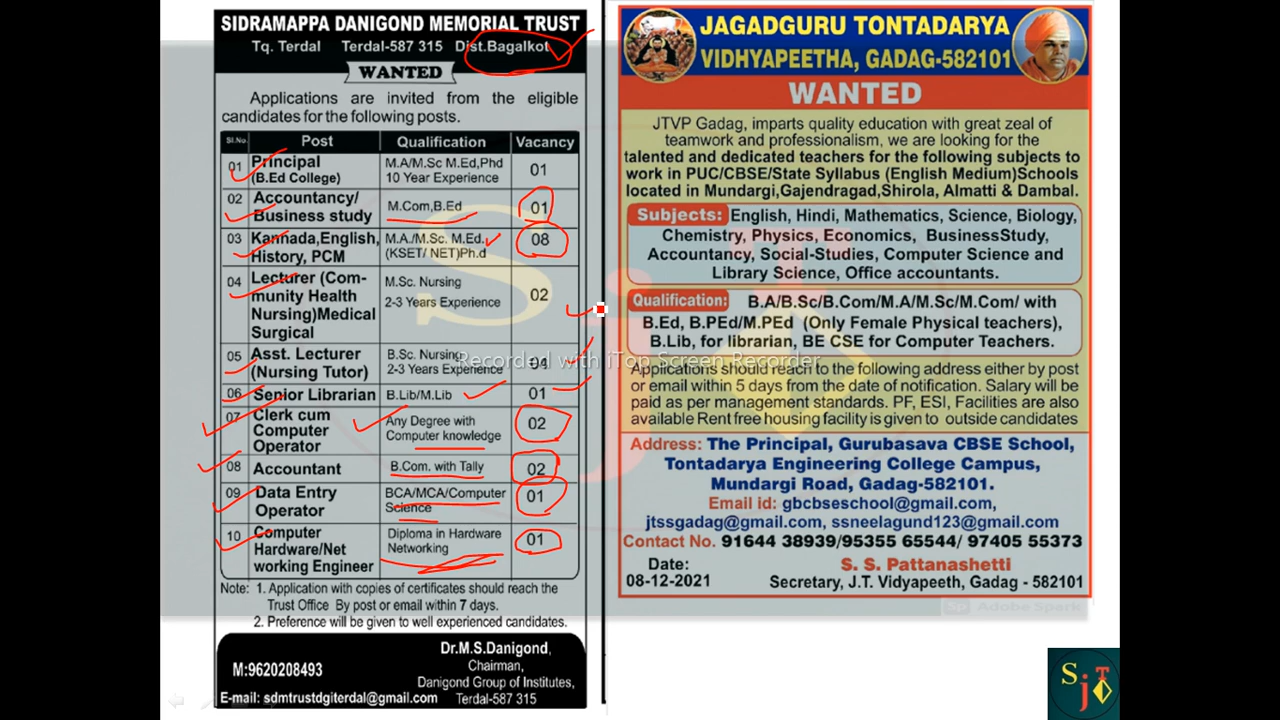 SIDRAMAPPA DANIGOND MEMORIAL TRUST
Tq. Terdal Terdal-587 315 Dist.Bagalkot
WANTED
Applications are invited from the eligible
candidates for the following posts.
Sl.No. Post Qualification Vacancy
01 Principal M.A/M.Sc M.Ed,Phd 01
(B.Ed College) 10 Year Experience
02 Accountancy/ M.Com,B.Ed 01
Business study
03 Kannada,English, M.A./M.Sc. M.Ed. 08
History, PCM (KSET/ NET)Ph.d
04 Lecturer (Com- M.Sc. Nursing 02
munity Health 2-3 Years Experience
Nursing)Medical
Surgical
05 Asst. Lecturer B.Sc. Nursing 04
(Nursing Tutor) 2-3 Years Experience
06 Senior Librarian B.Lib/M.Lib 01
07 Clerk cum Any Degree with 02
Computer Computer knowledge
Operator
08 Accountant B.Com. with Tally 02
09 Data Entry BCA/MCA/Computer 01
Operator Science
10 Computer Diploma in Hardware 01
Hardware/Net Networking
working Engineer
Note: 1. Application with copies of certificates should reach the
Trust Office By post or email within 7 days.
2. Preference will be given to well experienced candidates.
Dr.M.S.Danigond,
M:9620208493 Chairman,
Danigond Group of Institutes,
E-mail: sdmtrustdgiterdal@gmail.com Terdal-587 315
JAGADGURU TONTADARYA
VIDHYAPEETHA, GADAG-582101
WANTED
JTVP Gadag, imparts quality education with great zeal of
teamwork and professionalism, we are looking for the
talented and dedicated teachers for the following subjects to
work in PUC/CBSE/State Syllabus (English Medium)Schools
located in Mundargi,Gajendragad,Shirola, Almatti & Dambal.
Subjects: English, Hindi, Mathematics, Science, Biology,
Chemistry, Physics, Economics, BusinessStudy,
Accountancy, Social-Studies, Computer Science and
Library Science, Office accountants.
Qualification: B.A/B.Sc/B.Com/M.A/M.Sc/M.Com/ with
B.Ed, B.PEd/M.PEd (Only Female Physical teachers),
B.Lib, for librarian, BE CSE for Computer Teachers.
Recorded with iTop Screen Recorder
Applications should reach to the following address either by post
or email within 5 days from the date of notification. Salary will be
paid as per management standards. PF, ESI, Facilities are also
available Rent free housing facility is given to outside candidates
Address: The Principal, Gurubasava CBSE School,
Tontadarya Engineering College Campus,
Mundargi Road, Gadag-582101.
Email id: gbcbseschool@gmail.com,
jtssgadag@gmail.com, ssneelagund123@gmail.com
Contact No. 91644 38939/95355 65544/ 97405 55373
Date: S. S. Pattanashetti
08-12-2021 Secretary, J.T. Vidyapeeth, Gadag - 582101
Adobe Spark
SjT